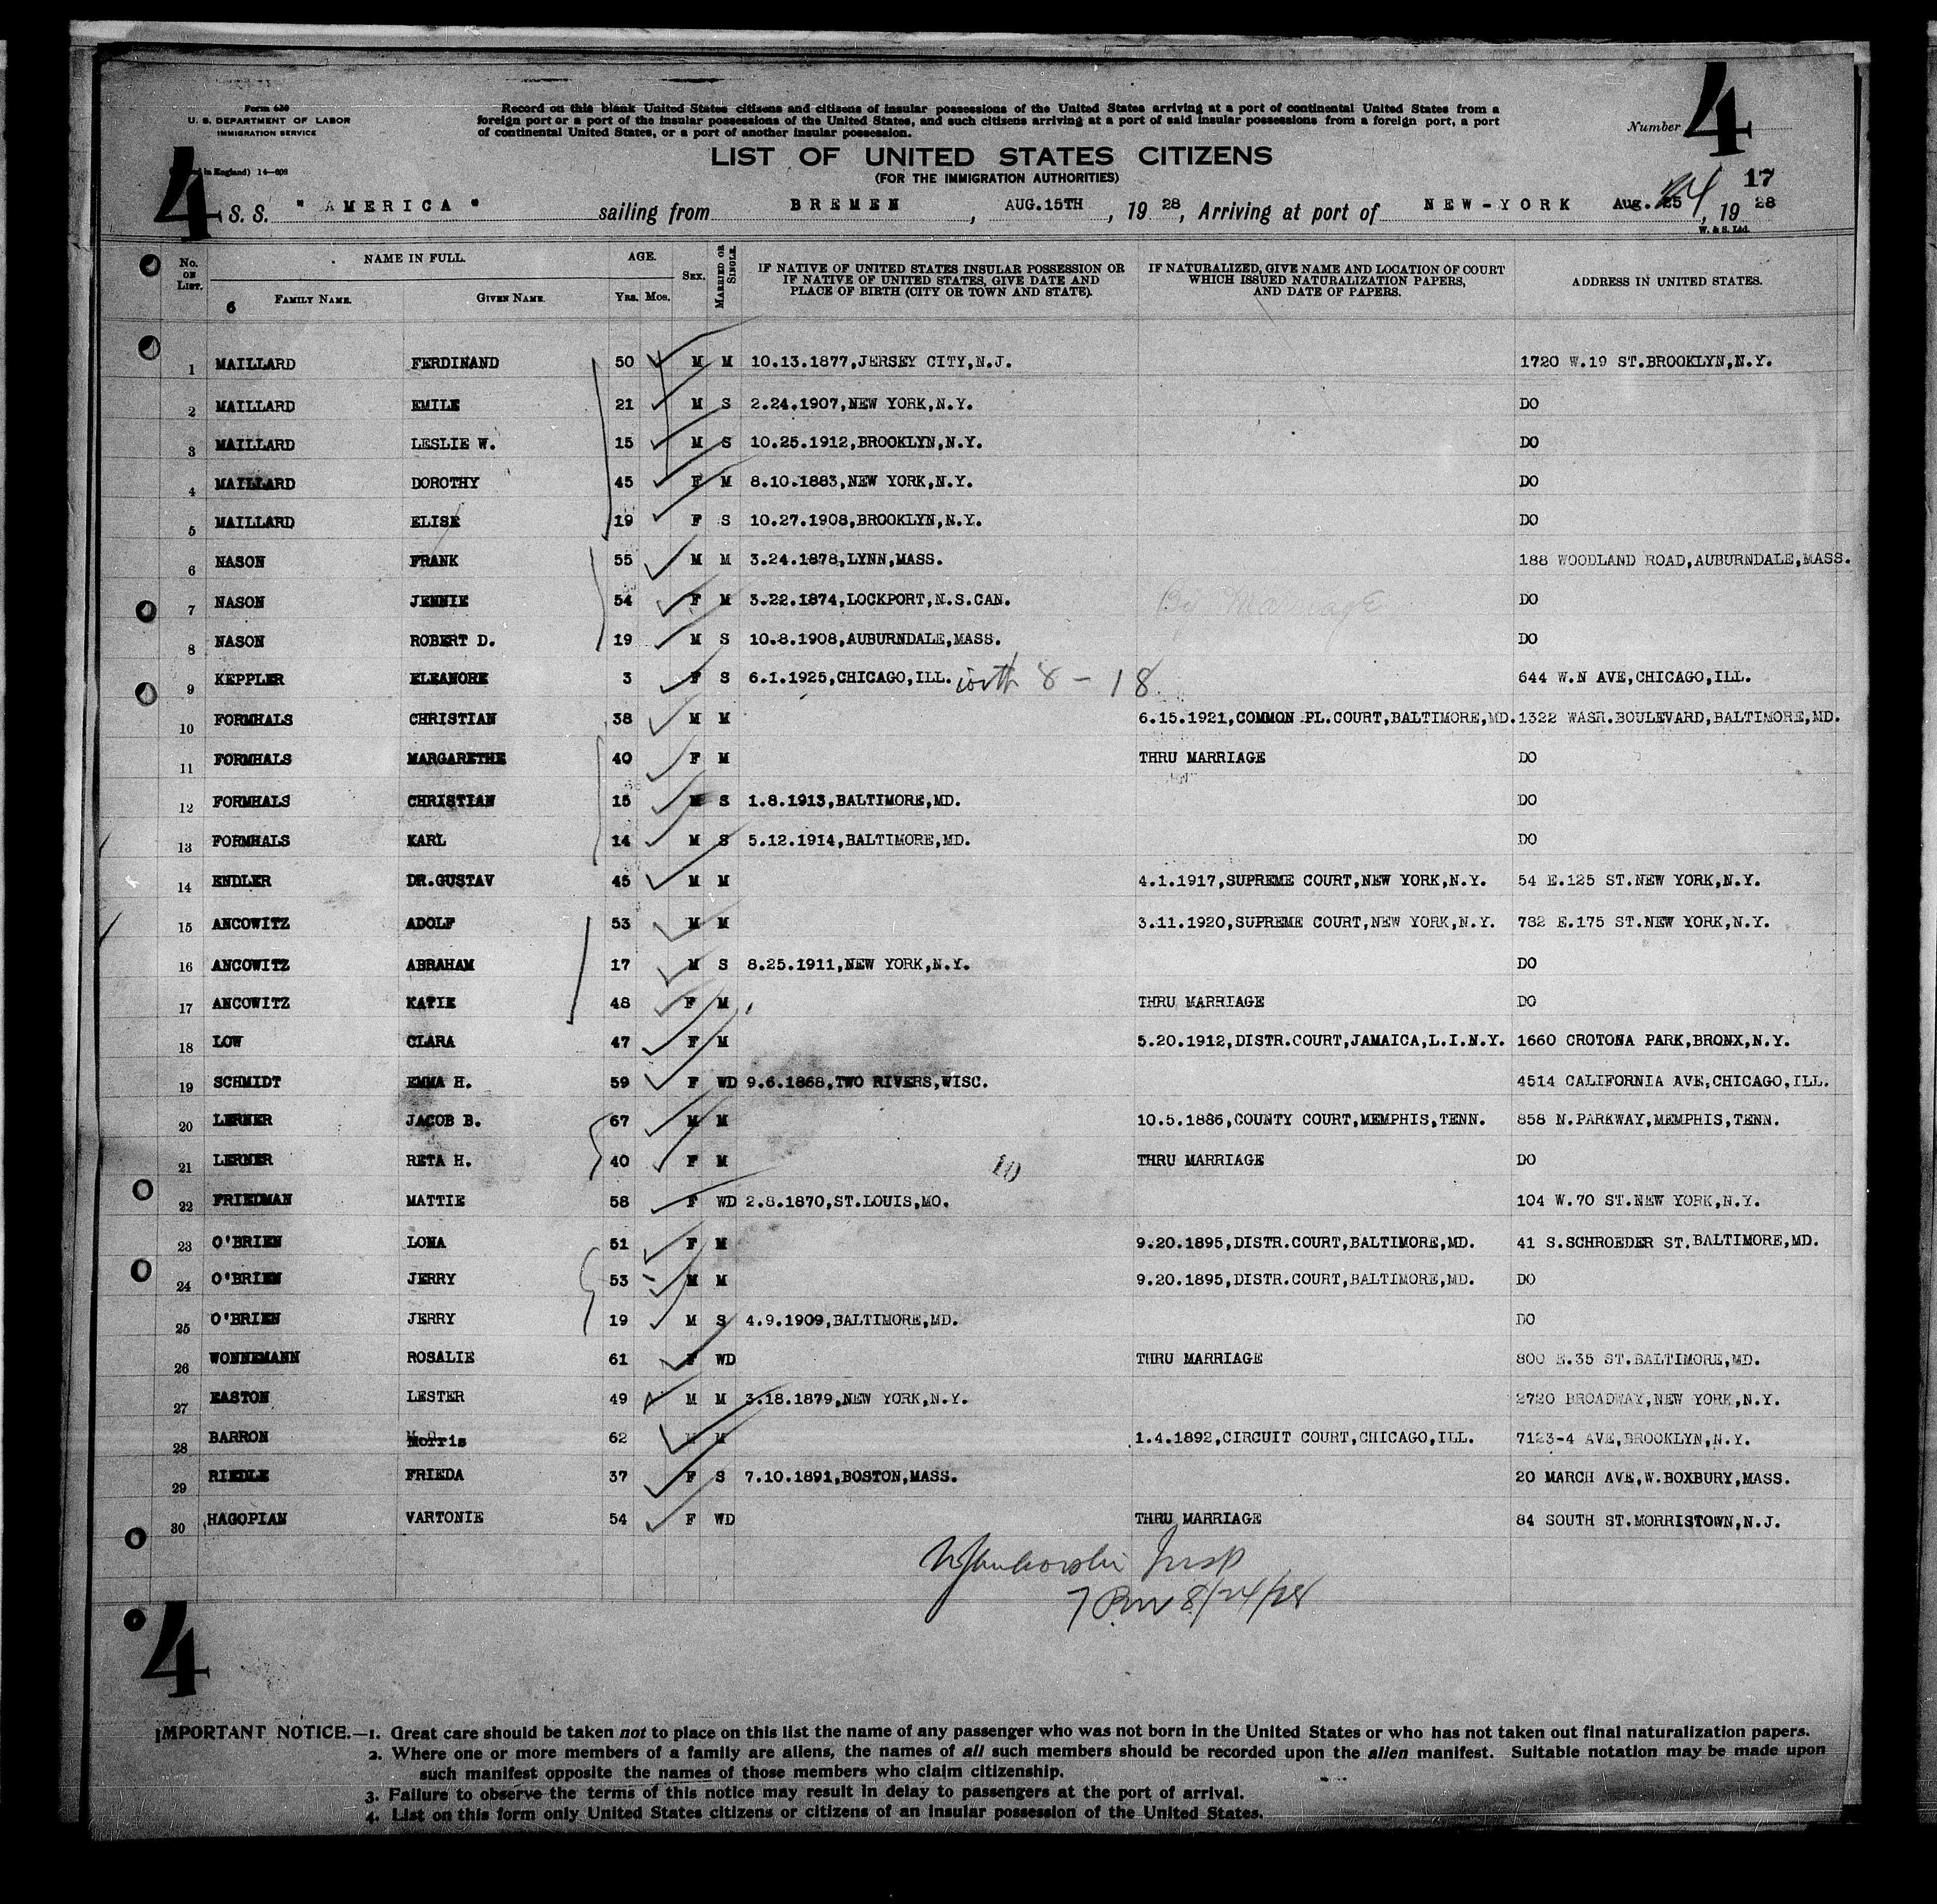 Form 630
U. S. DEPARTMENT OF LABOR
IMMIGRATION SERVICE
in England) 14—608
Record on this blank United States citizens and citizens of insular possessions of the United States arriving at a port of continental United States from a
foreign port or a port of the insular possessions of the United States, and such citizens arriving at a port of said insular possessions from a foreign port, a port
of continental United States, or a port of another insular possession.
Number 4
LIST OF UNITED STATES CITIZENS
(FOR THE IMMIGRATION AUTHORITIES)
17
4
S. S. "AMERICA" sailing from BREMEN, AUG.15TH, 19 28, Arriving at port of NEW-YORK Aug. 24, 19 28
W. & S. Ltd.
No. ON LIST. NAME IN FULL. AGE. SEX. MARRIED OR SINGLE. IF NATIVE OF UNITED STATES INSULAR POSSESSION OR IF NATIVE OF UNITED STATES, GIVE DATE AND PLACE OF BIRTH (CITY OR TOWN AND STATE). IF NATURALIZED, GIVE NAME AND LOCATION OF COURT WHICH ISSUED NATURALIZATION PAPERS, AND DATE OF PAPERS. ADDRESS IN UNITED STATES.
6 FAMILY NAME. GIVEN NAME. YRS. MOS.
1 MAILLARD FERDINAND 50 M M 10.13.1877,JERSEY CITY,N.J. 1720 W.19 ST.BROOKLYN,N.Y.
2 MAILLARD EMILE 21 M S 2.24.1907,NEW YORK,N.Y. DO
3 MAILLARD LESLIE W. 15 M S 10.25.1912,BROOKLYN,N.Y. DO
4 MAILLARD DOROTHY 45 F M 8.10.1883,NEW YORK,N.Y. DO
5 MAILLARD ELISE 19 F S 10.27.1908,BROOKLYN,N.Y. DO
6 NASON FRANK 55 M M 3.24.1878,LYNN,MASS. 188 WOODLAND ROAD,AUBURNDALE,MASS.
7 NASON JENNIE 54 F M 3.22.1874,LOCKPORT,N.S.CAN. By Marriage DO
8 NASON ROBERT D. 19 M S 10.8.1908,AUBURNDALE,MASS. DO
9 KEPPLER ELEANORE 3 F S 6.1.1925,CHICAGO,ILL. with 8 - 18 644 W.N AVE,CHICAGO,ILL.
10 FORMHALS CHRISTIAN 38 M M 6.15.1921,COMMON PL.COURT,BALTIMORE,MD. 1322 WASH.BOULEVARD,BALTIMORE,MD.
11 FORMHALS MARGARETHE 40 F M THRU MARRIAGE DO
12 FORMHALS CHRISTIAN 15 M S 1.8.1913,BALTIMORE,MD. DO
13 FORMHALS KARL 14 M S 5.12.1914,BALTIMORE,MD. DO
14 ENDLER DR.GUSTAV 45 M M 4.1.1917,SUPREME COURT,NEW YORK,N.Y. 54 E.125 ST.NEW YORK,N.Y.
15 ANCOWITZ ADOLF 53 M M 3.11.1920,SUPREME COURT,NEW YORK,N.Y. 782 E.175 ST.NEW YORK,N.Y.
16 ANCOWITZ ABRAHAM 17 M S 8.25.1911,NEW YORK,N.Y. DO
17 ANCOWITZ KATIE 48 F M THRU MARRIAGE DO
18 LOW CLARA 47 F M 5.20.1912,DISTR.COURT,JAMAICA,L.I.N.Y. 1660 CROTONA PARK,BRONX,N.Y.
19 SCHMIDT EMMA H. 59 F WD 9.6.1868,TWO RIVERS,WISC. 4514 CALIFORNIA AVE,CHICAGO,ILL.
20 LERNER JACOB B. 67 M M 10.5.1886,COUNTY COURT,MEMPHIS,TENN. 858 N.PARKWAY,MEMPHIS,TENN.
21 LERNER RETA H. 40 F M THRU MARRIAGE DO
22 FRIEDMAN MATTIE 58 F WD 2.8.1870,ST.LOUIS,MO. 104 W.70 ST.NEW YORK,N.Y.
23 O'BRIEN LONA 51 F M 9.20.1895,DISTR.COURT,BALTIMORE,MD. 41 S.SCHROEDER ST.BALTIMORE,MD.
24 O'BRIEN JERRY 53 M M 9.20.1895,DISTR.COURT,BALTIMORE,MD. DO
25 O'BRIEN JERRY 19 M S 4.9.1909,BALTIMORE,MD. DO
26 WONNEMANN ROSALIE 61 F WD THRU MARRIAGE 800 E.35 ST.BALTIMORE,MD.
27 EASTON LESTER 49 M M 3.18.1879,NEW YORK,N.Y. 2720 BROADWAY,NEW YORK,N.Y.
28 BARRON Morris 62 M M 1.4.1892,CIRCUIT COURT,CHICAGO,ILL. 7123-4 AVE,BROOKLYN,N.Y.
29 RIEDLE FRIEDA 37 F S 7.10.1891,BOSTON,MASS. 20 MARCH AVE,W.BOXBURY,MASS.
30 HAGOPIAN VARTONIE 54 F WD THRU MARRIAGE 84 SOUTH ST.MORRISTOWN,N.J.
Insp
7 PM 8/24/28
4
IMPORTANT NOTICE.—1. Great care should be taken not to place on this list the name of any passenger who was not born in the United States or who has not taken out final naturalization papers.
2. Where one or more members of a family are aliens, the names of all such members should be recorded upon the alien manifest. Suitable notation may be made upon
such manifest opposite the names of those members who claim citizenship.
3. Failure to observe the terms of this notice may result in delay to passengers at the port of arrival.
4. List on this form only United States citizens or citizens of an insular possession of the United States.